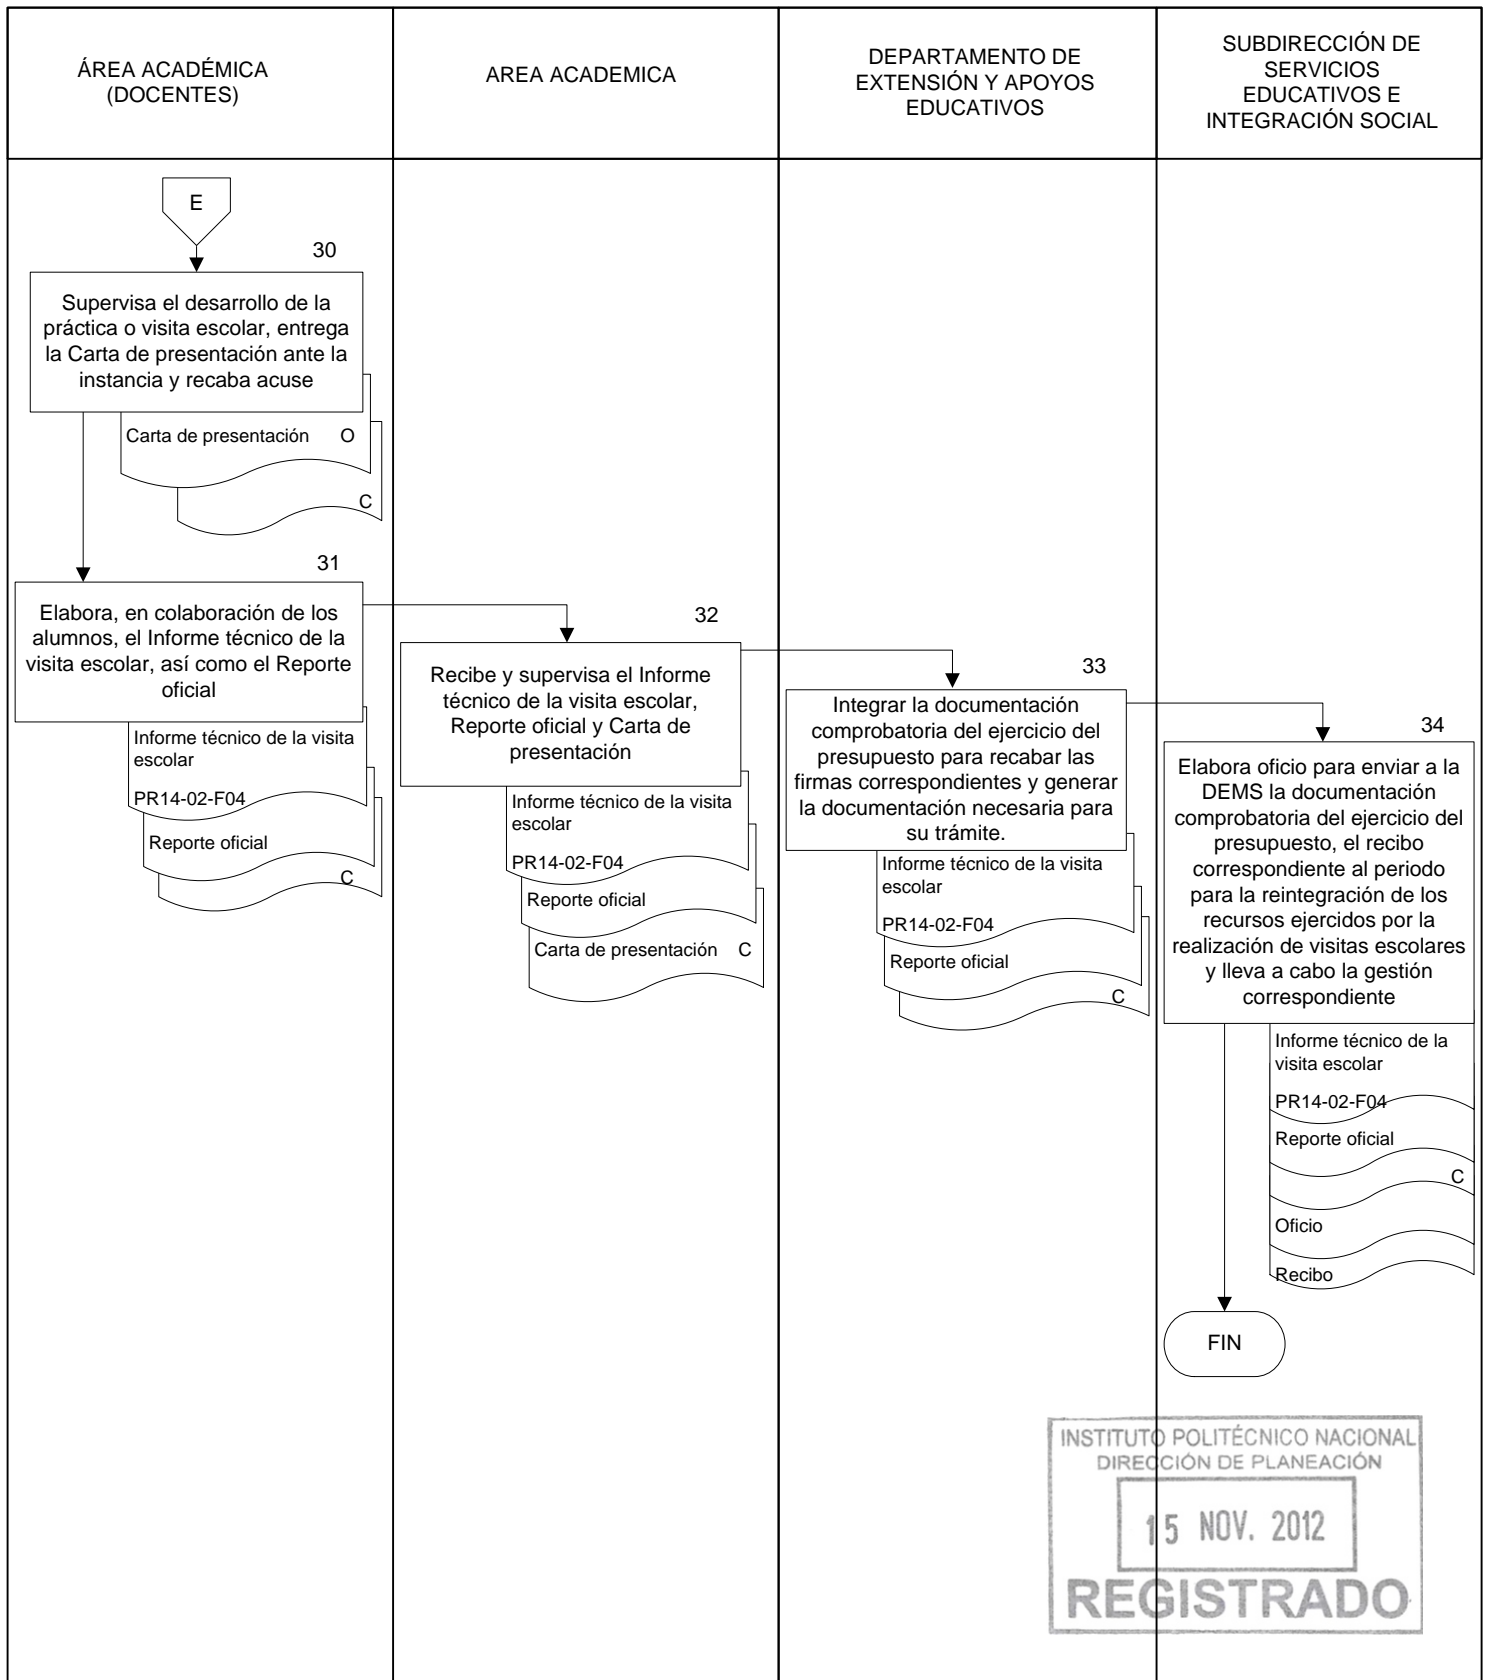 ÁREA ACADÉMICA
(DOCENTES)
AREA ACADEMICA
DEPARTAMENTO DE
EXTENSIÓN Y APOYOS
EDUCATIVOS
SUBDIRECCIÓN DE
SERVICIOS
EDUCATIVOS E
INTEGRACIÓN SOCIAL
E
30
Supervisa el desarrollo de la
práctica o visita escolar, entrega
la Carta de presentación ante la
instancia y recaba acuse
Carta de presentación O
C
31
Elabora, en colaboración de los
alumnos, el Informe técnico de la
visita escolar, así como el Reporte
oficial
Informe técnico de la visita
escolar
PR14-02-F04
Reporte oficial
C
32
Recibe y supervisa el Informe
técnico de la visita escolar,
Reporte oficial y Carta de
presentación
Informe técnico de la visita
escolar
PR14-02-F04
Reporte oficial
Carta de presentación C
33
Integrar la documentación
comprobatoria del ejercicio del
presupuesto para recabar las
firmas correspondientes y generar
la documentación necesaria para
su trámite.
Informe técnico de la visita
escolar
PR14-02-F04
Reporte oficial
C
34
Elabora oficio para enviar a la
DEMS la documentación
comprobatoria del ejercicio del
presupuesto, el recibo
correspondiente al periodo
para la reintegración de los
recursos ejercidos por la
realización de visitas escolares
y lleva a cabo la gestión
correspondiente
Informe técnico de la
visita escolar
PR14-02-F04
Reporte oficial
C
Oficio
Recibo
FIN
INSTITUTO POLITÉCNICO NACIONAL
DIRECCIÓN DE PLANEACIÓN
15 NOV. 2012
REGISTRADO